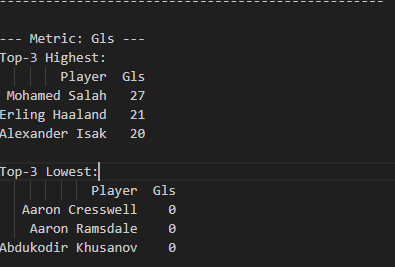 --------------------------------------------------
--- Metric: Gls ---
Top-3 Highest:
Player Gls
Mohamed Salah 27
Erling Haaland 21
Alexander Isak 20
Top-3 Lowest:
Player Gls
Aaron Cresswell 0
Aaron Ramsdale 0
Abdukodir Khusanov 0